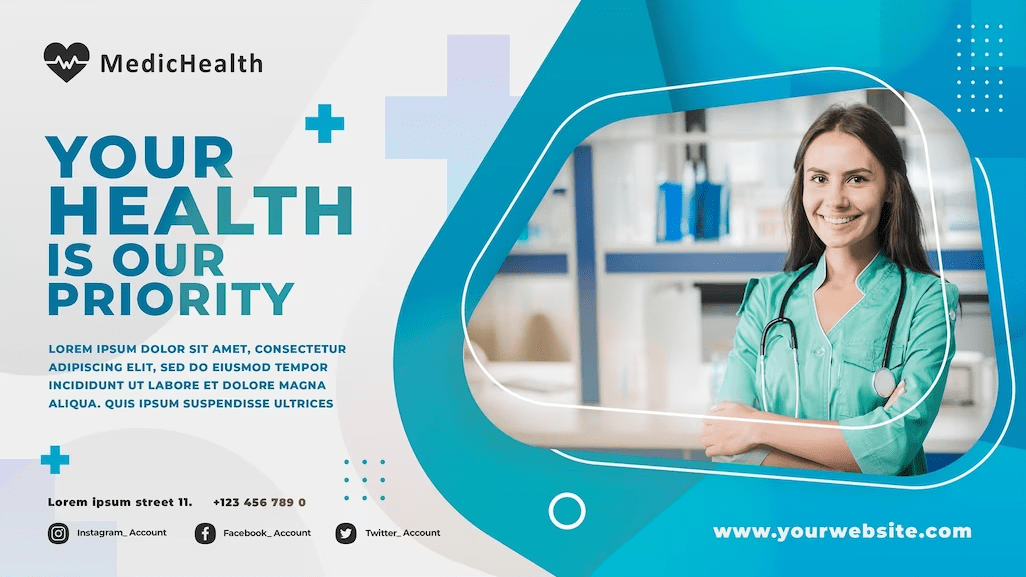 MedicHealth
YOUR
HEALTH
IS OUR
PRIORITY
LOREM IPSUM DOLOR SIT AMET, CONSECTETUR
ADIPISCING ELIT, SED DO EIUSMOD TEMPOR
INCIDIDUNT UT LABORE ET DOLORE MAGNA
ALIQUA. QUIS IPSUM SUSPENDISSE ULTRICES
Lorem ipsum street 11. +123 456 789 0
Instagram_ Account Facebook_ Account Twitter_ Account
www.yourwebsite.com